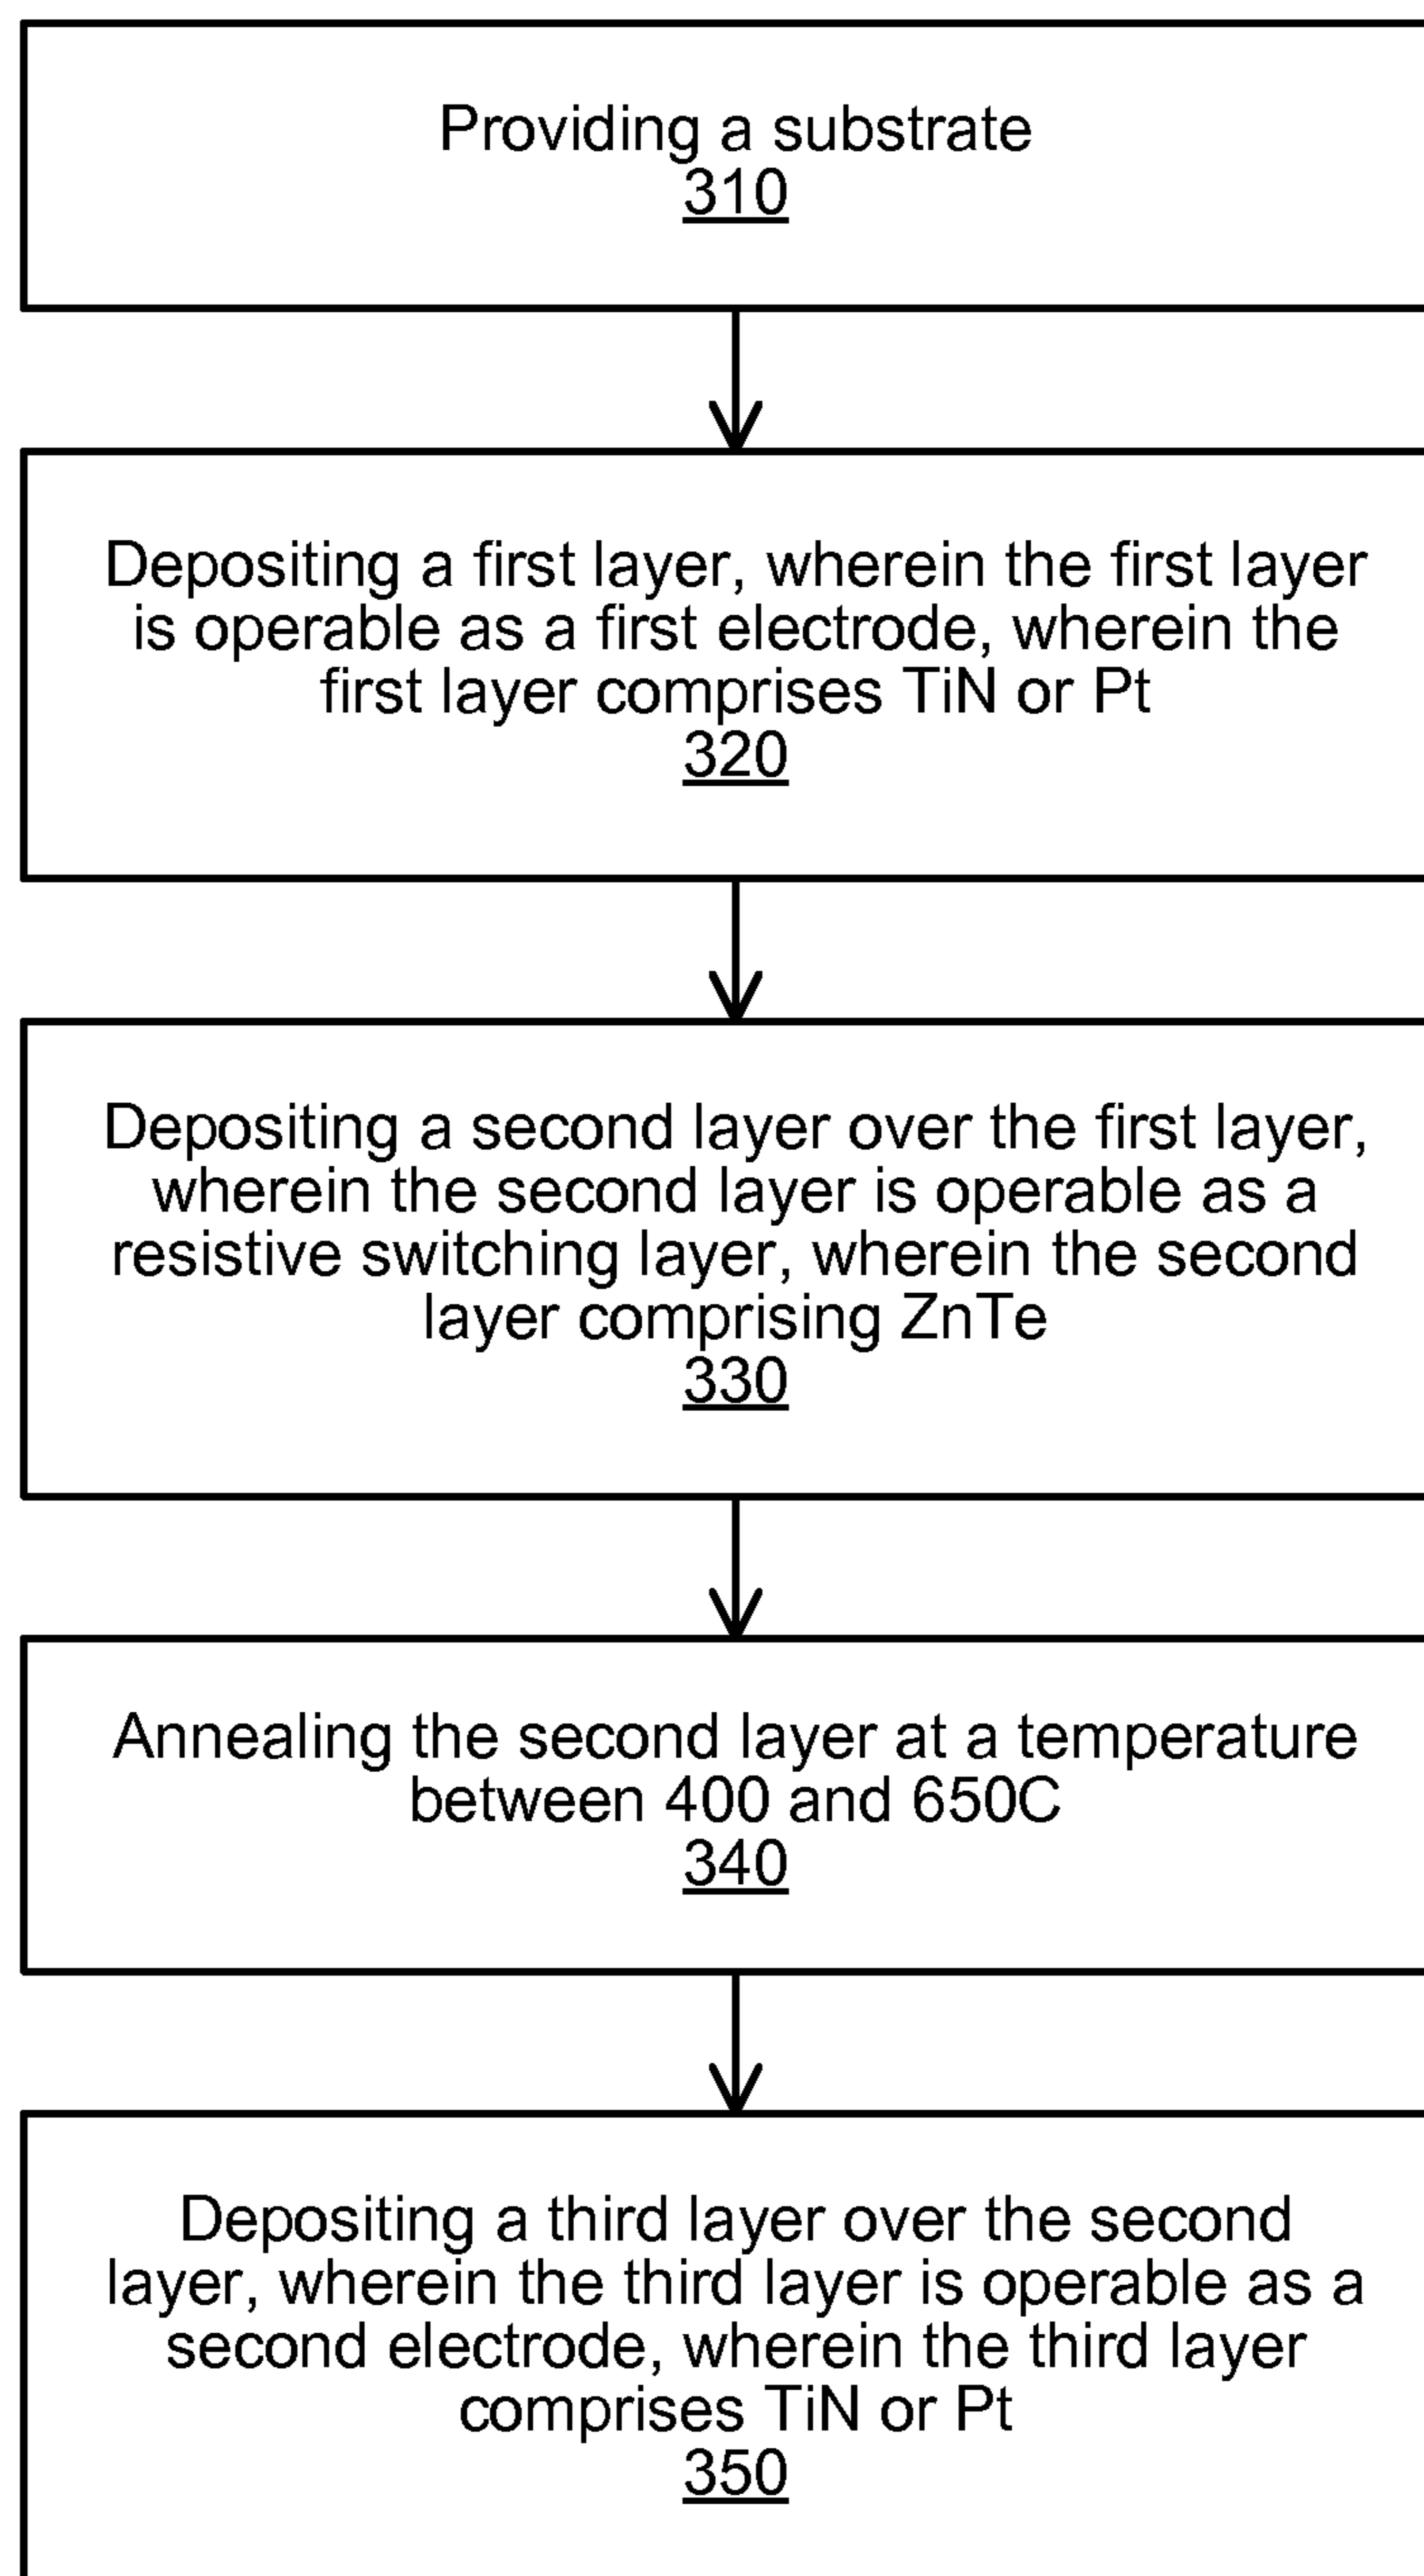 Providing a substrate
310
Depositing a first layer, wherein the first layer
is operable as a first electrode, wherein the
first layer comprises TiN or Pt
320
Depositing a second layer over the first layer,
wherein the second layer is operable as a
resistive switching layer, wherein the second
layer comprising ZnTe
330
Annealing the second layer at a temperature
between 400 and 650C
340
Depositing a third layer over the second
layer, wherein the third layer is operable as a
second electrode, wherein the third layer
comprises TiN or Pt
350